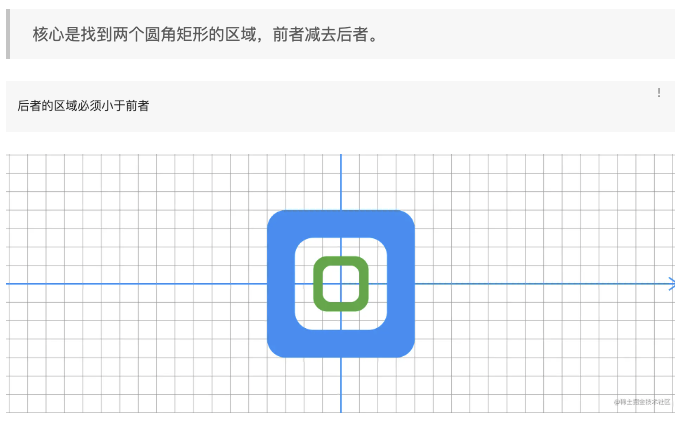 核心是找到两个圆角矩形的区域，前者减去后者。
!
后者的区域必须小于前者
@稀土掘金技术社区